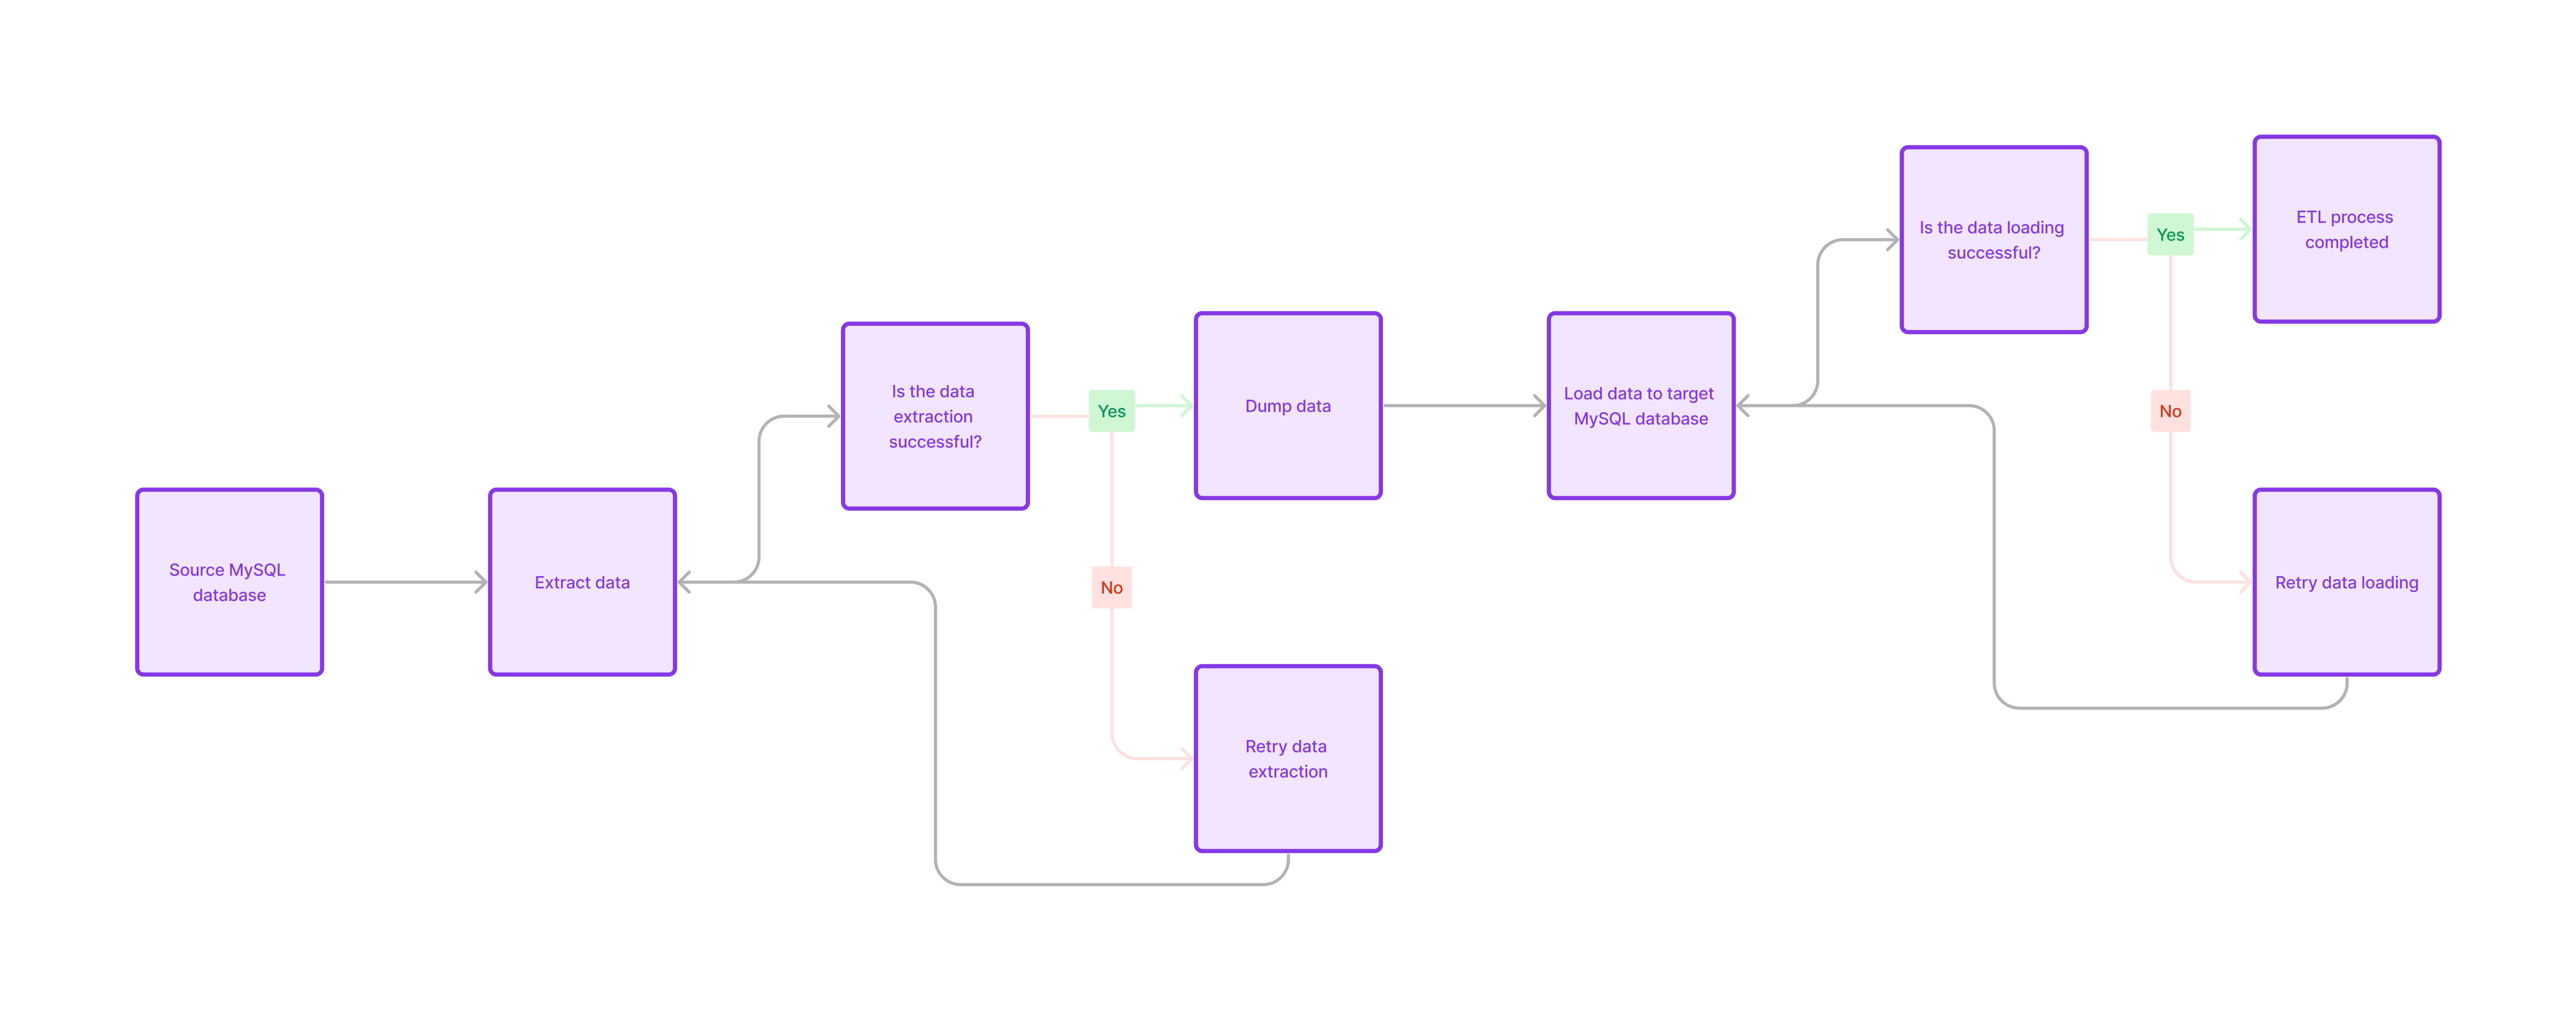 Source MySQL
database
Extract data
Is the data
extraction
successful?
Yes
No
Dump data
Retry data
extraction
Load data to target
MySQL database
Is the data loading
successful?
Yes
No
ETL process
completed
Retry data loading